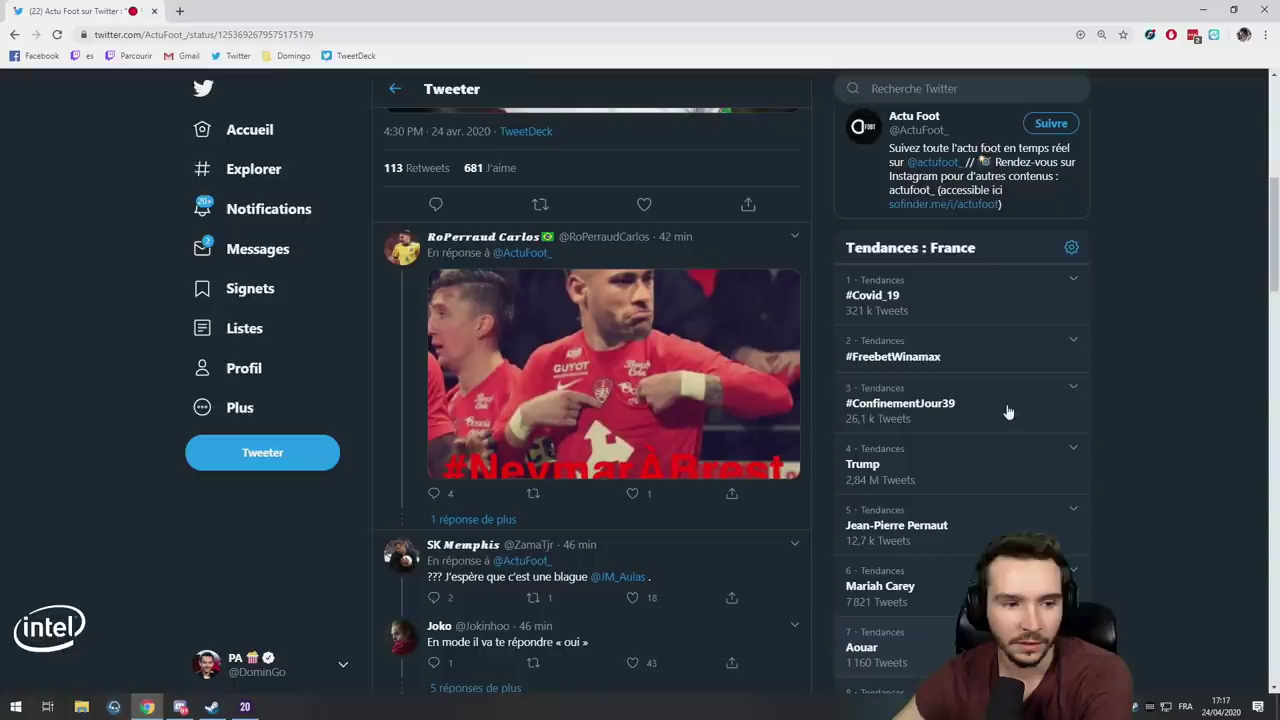 (22) Actu Foot sur Twitter : "
twitter.com/ActuFoot_/status/1253692679575175179
Facebook
es
Parcourir
Gmail
Twitter
Domingo
TweetDeck
Accueil
Explorer
20+
Notifications
2
Messages
Signets
Listes
Profil
Plus
Tweeter
PA
@DominGo
intel
Tweeter
4:30 PM · 24 avr. 2020 · TweetDeck
113 Retweets 681 J'aime
RoPerraud Carlos @RoPerraudCarlos · 42 min
En réponse à @ActuFoot_
GUYOT
#NeymarÀBrest
4
1
1 réponse de plus
SK Memphis @ZamaTjr · 46 min
En réponse à @ActuFoot_
??? J'espère que c'est une blague @JM_Aulas .
2
1
18
Joko @Jokinhoo · 46 min
En mode il va te répondre « oui »
1
43
5 réponses de plus
Recherche Twitter
Actu Foot
@ActuFoot_
Suivre
Suivez toute l'actu foot en temps réel
sur @actufoot_ // Rendez-vous sur
Instagram pour d'autres contenus :
actufoot_ (accessible ici
sofinder.me/i/actufoot)
Tendances : France
1 · Tendances
#Covid_19
321 k Tweets
2 · Tendances
#FreebetWinamax
3 · Tendances
#ConfinementJour39
26,1 k Tweets
4 · Tendances
Trump
2,84 M Tweets
5 · Tendances
Jean-Pierre Pernaut
12,7 k Tweets
6 · Tendances
Mariah Carey
7 821 Tweets
7 · Tendances
Aouar
1 160 Tweets
8 · Tendances
20
FRA
17:17
24/04/2020